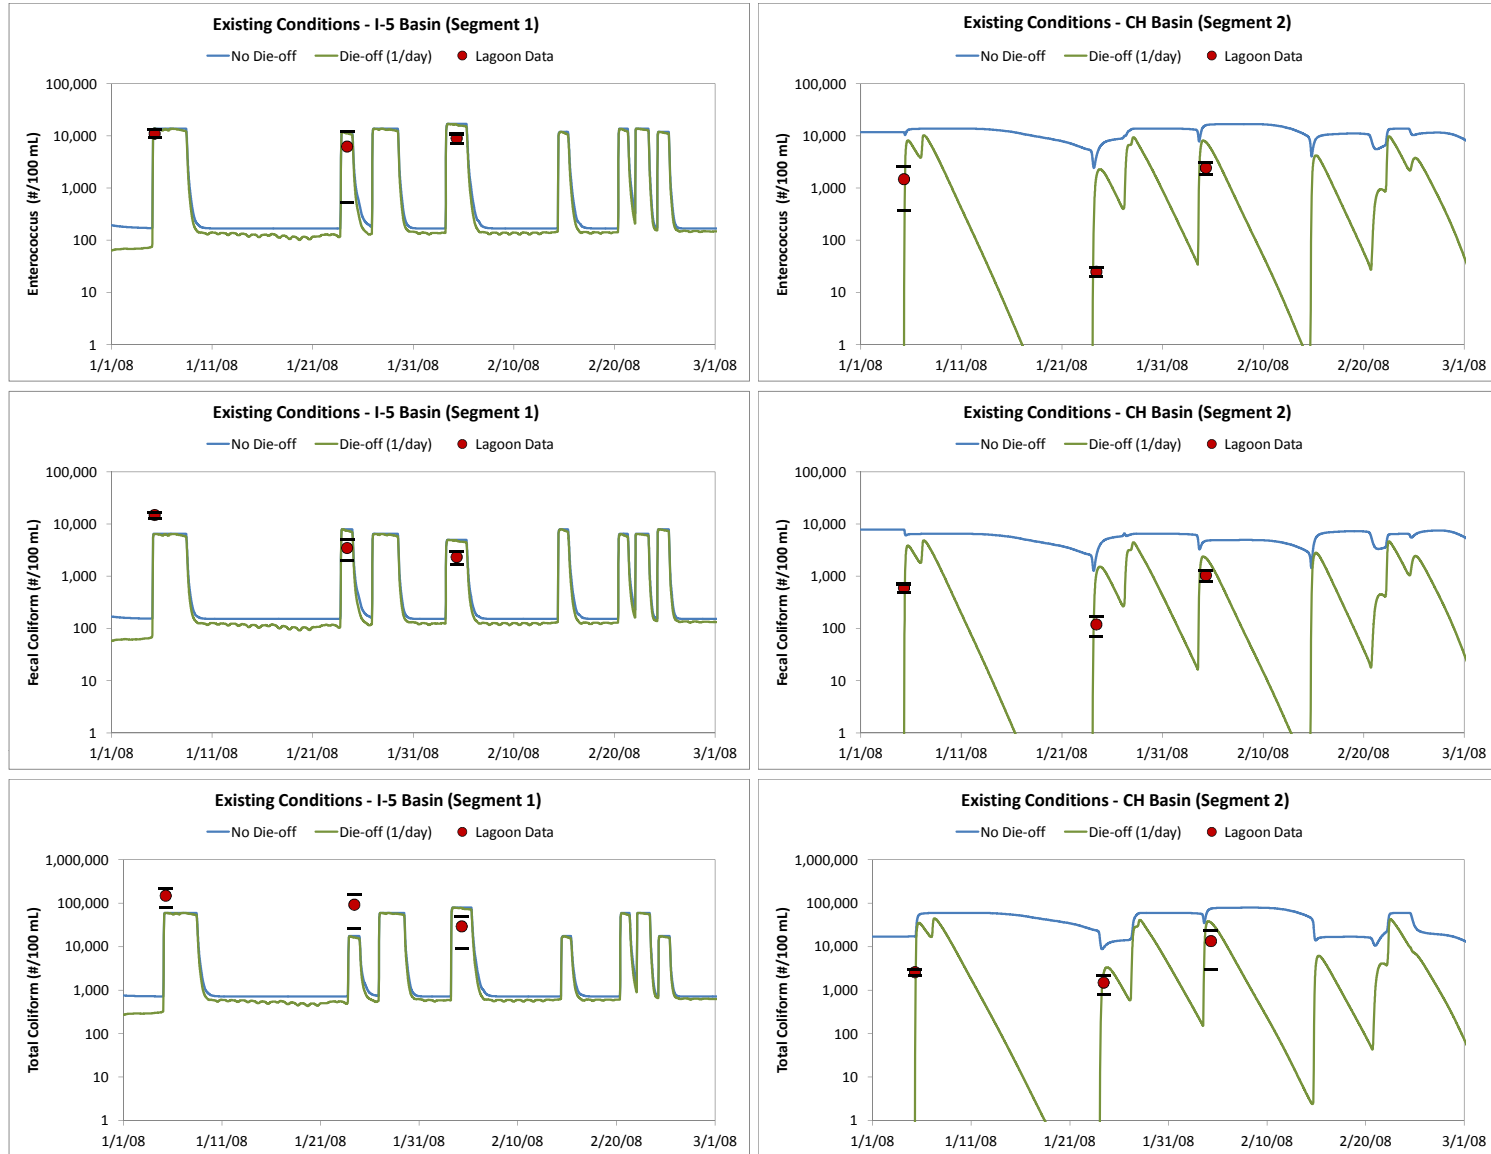 Existing Conditions - I-5 Basin (Segment 1)
No Die-off Die-off (1/day) Lagoon Data
Enterococcus (#/100 mL)
100,000
10,000
1,000
100
10
1
1/1/08 1/11/08 1/21/08 1/31/08 2/10/08 2/20/08 3/1/08
Existing Conditions - CH Basin (Segment 2)
No Die-off Die-off (1/day) Lagoon Data
Enterococcus (#/100 mL)
100,000
10,000
1,000
100
10
1
1/1/08 1/11/08 1/21/08 1/31/08 2/10/08 2/20/08 3/1/08
Existing Conditions - I-5 Basin (Segment 1)
No Die-off Die-off (1/day) Lagoon Data
Fecal Coliform (#/100 mL)
100,000
10,000
1,000
100
10
1
1/1/08 1/11/08 1/21/08 1/31/08 2/10/08 2/20/08 3/1/08
Existing Conditions - CH Basin (Segment 2)
No Die-off Die-off (1/day) Lagoon Data
Fecal Coliform (#/100 mL)
100,000
10,000
1,000
100
10
1
1/1/08 1/11/08 1/21/08 1/31/08 2/10/08 2/20/08 3/1/08
Existing Conditions - I-5 Basin (Segment 1)
No Die-off Die-off (1/day) Lagoon Data
Total Coliform (#/100 mL)
1,000,000
100,000
10,000
1,000
100
10
1
1/1/08 1/11/08 1/21/08 1/31/08 2/10/08 2/20/08 3/1/08
Existing Conditions - CH Basin (Segment 2)
No Die-off Die-off (1/day) Lagoon Data
Total Coliform (#/100 mL)
1,000,000
100,000
10,000
1,000
100
10
1
1/1/08 1/11/08 1/21/08 1/31/08 2/10/08 2/20/08 3/1/08